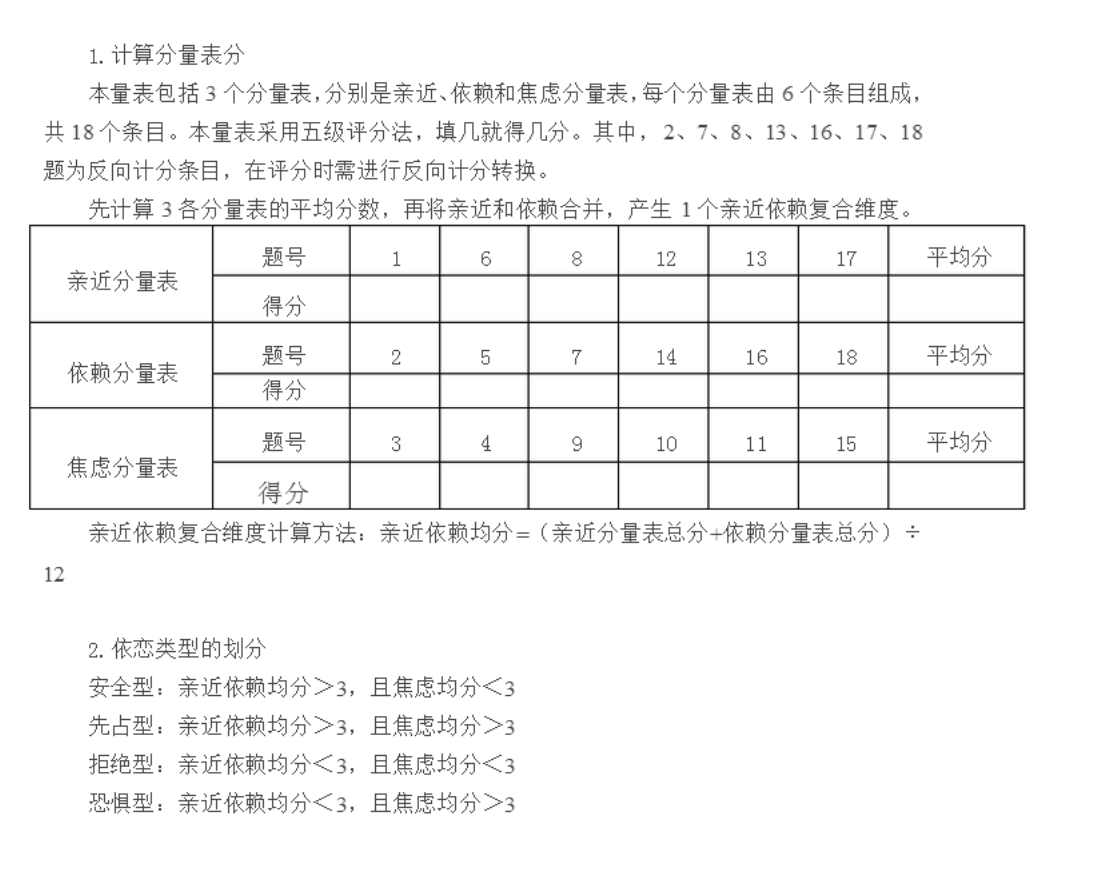 1. 计算分量表分
本量表包括 3 个分量表,分别是亲近、依赖和焦虑分量表,每个分量表由 6 个条目组成,
共 18 个条目。本量表采用五级评分法，填几就得几分。其中，2、7、8、13、16、17、18
题为反向计分条目，在评分时需进行反向计分转换。
先计算 3 各分量表的平均分数，再将亲近和依赖合并，产生 1 个亲近依赖复合维度。
亲近分量表 题号 1 6 8 12 13 17 平均分
得分
依赖分量表 题号 2 5 7 14 16 18 平均分
得分
焦虑分量表 题号 3 4 9 10 11 15 平均分
得分
亲近依赖复合维度计算方法：亲近依赖均分=（亲近分量表总分+依赖分量表总分）÷
12
2. 依恋类型的划分
安全型：亲近依赖均分＞3，且焦虑均分＜3
先占型：亲近依赖均分＞3，且焦虑均分＞3
拒绝型：亲近依赖均分＜3，且焦虑均分＜3
恐惧型：亲近依赖均分＜3，且焦虑均分＞3